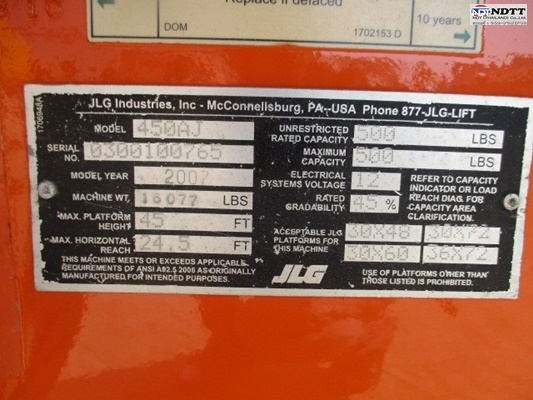 Replace if defaced
DOM
1702153 D
10 years
NDTT
1706948A
JLG Industries, Inc - McConnellsburg, PA--USA Phone 877-JLG-LIFT
MODEL 450AJ
SERIAL NO. 0300100765
MODEL YEAR 2007
MACHINE WT. 16077 LBS
MAX. PLATFORM HEIGHT 45 FT
MAX. HORIZONTAL REACH 24.5 FT
THIS MACHINE MEETS OR EXCEEDS APPLICABLE
REQUIREMENTS OF ANSI A92.5 2006 AS ORIGINALLY
MANUFACTURED FOR INTENDED PURPOSES.
UNRESTRICTED RATED CAPACITY 500 LBS
MAXIMUM CAPACITY 500 LBS
ELECTRICAL SYSTEMS VOLTAGE 12
RATED GRADABILITY 45 %
REFER TO CAPACITY
INDICATOR OR LOAD
REACH DIAG. FOR
CAPACITY AREA
CLARIFICATION.
ACCEPTABLE JLG
PLATFORMS FOR
THIS MACHINE
30X48 30X72
30X60 36X72
JLG
USE OF PLATFORMS OTHER THAN
THOSE SPECIFIED IS PROHIBITED.